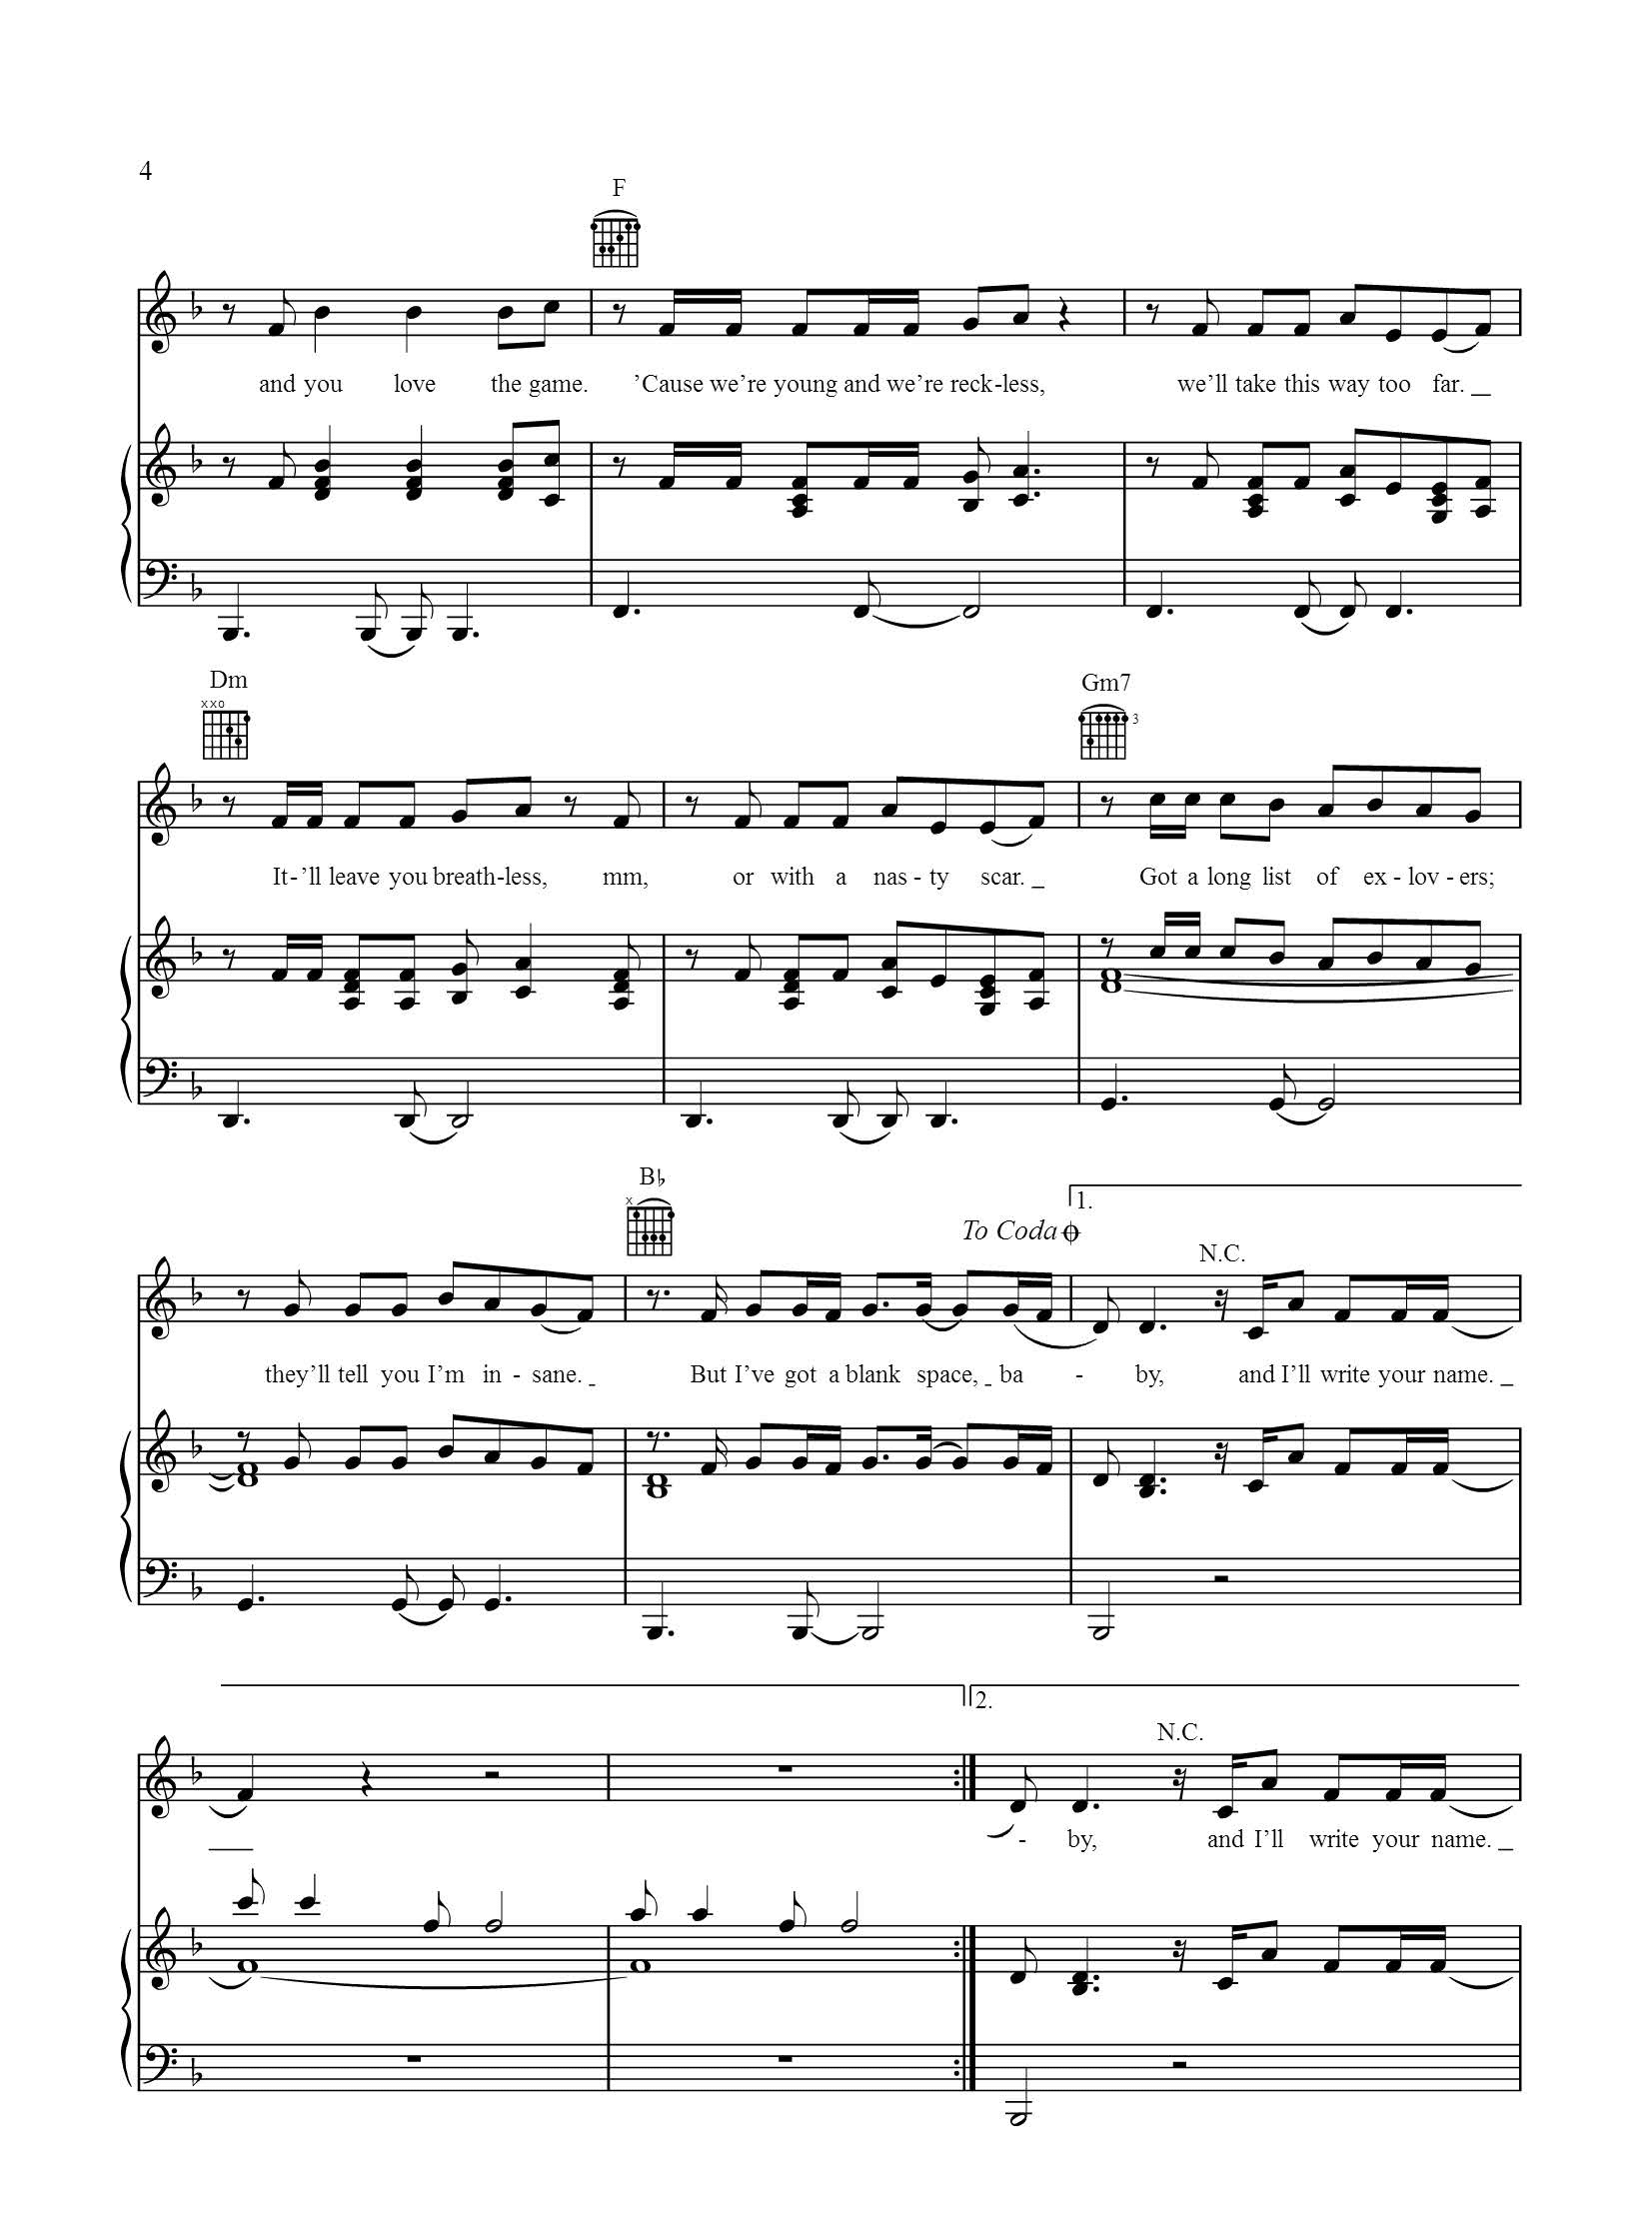 4
F
and you love the game. ’Cause we’re young and we’re reck-less, we’ll take this way too far. _
Dm Gm7
xxo
3
It-’ll leave you breath-less, mm, or with a nas - ty scar. _ Got a long list of ex - lov - ers;
B♭
x
1.
To Coda
N.C.
they’ll tell you I’m in - sane. _ But I’ve got a blank space, _ ba - by, and I’ll write your name. _
2.
N.C.
- by, and I’ll write your name. _